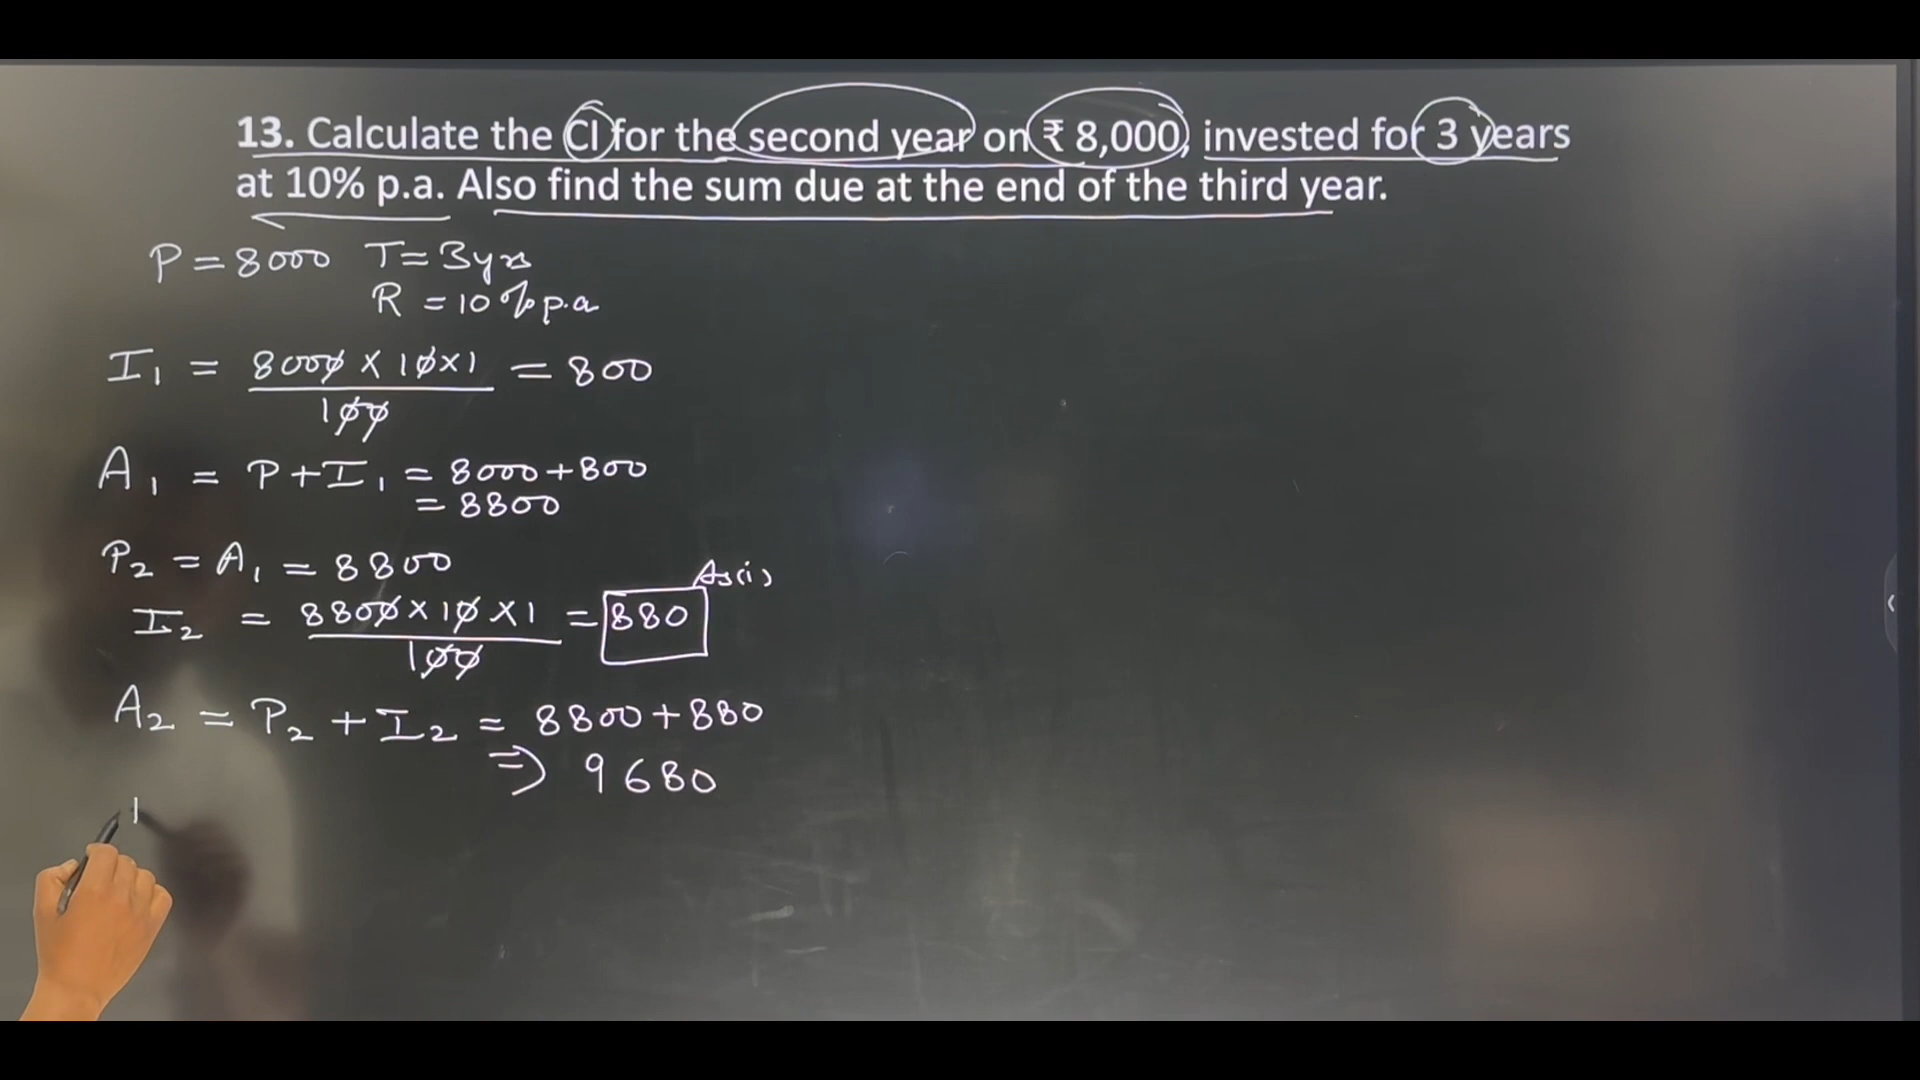 13. Calculate the CI for the second year on ₹ 8,000, invested for 3 years
at 10% p.a. Also find the sum due at the end of the third year.
P = 8000 T = 3yrs
R = 10% p.a
I₁ = 8000 × 10 × 1 / 100 = 800
A₁ = P + I₁ = 8000 + 800
= 8800
P₂ = A₁ = 8800
As(i)
I₂ = 8800 × 10 × 1 / 100 = 880
A₂ = P₂ + I₂ = 8800 + 880
⇒ 9680